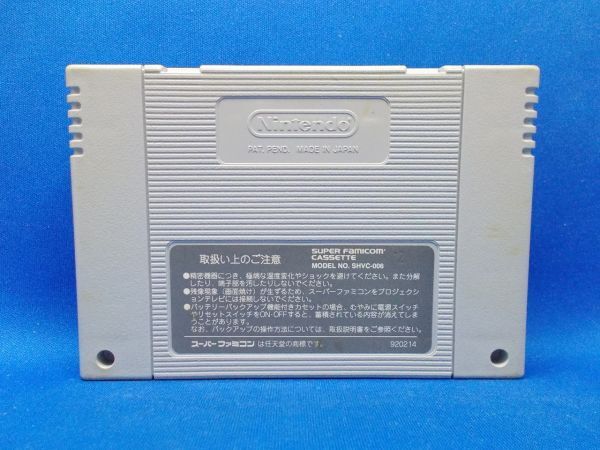 Nintendo
PAT. PEND. MADE IN JAPAN
取扱い上のご注意
SUPER FAMICOM
CASSETTE
MODEL NO. SHVC-006
●精密機器につき、極端な温度変化やショックを避けてください。また分解
したり、端子部を汚したりしないでください。
●残像現象(画面焼け)が生ずるため、スーパーファミコンをプロジェク
ションテレビには接続しないでください。
●バッテリーバックアップ機能付きカセットの場合、むやみに電源スイッチ
やリセットスイッチをON・OFFすると、蓄積されている内容が消えてしま
うことがあります。
なお、バックアップの操作方法については、取扱説明書をご参照ください。
スーパーファミコン は任天堂の商標です。
920214